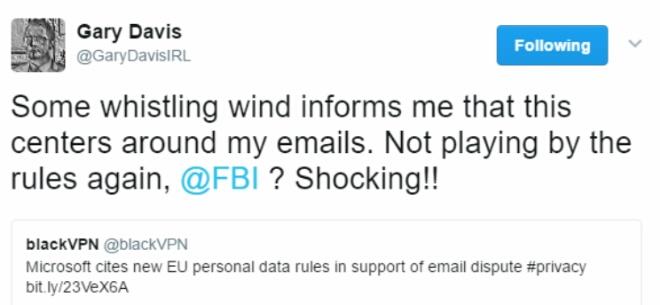 Gary Davis
@GaryDavisIRL
Following
Some whistling wind informs me that this
centers around my emails. Not playing by the
rules again, @FBI ? Shocking!!
blackVPN @blackVPN
Microsoft cites new EU personal data rules in support of email dispute #privacy
bit.ly/23VeX6A